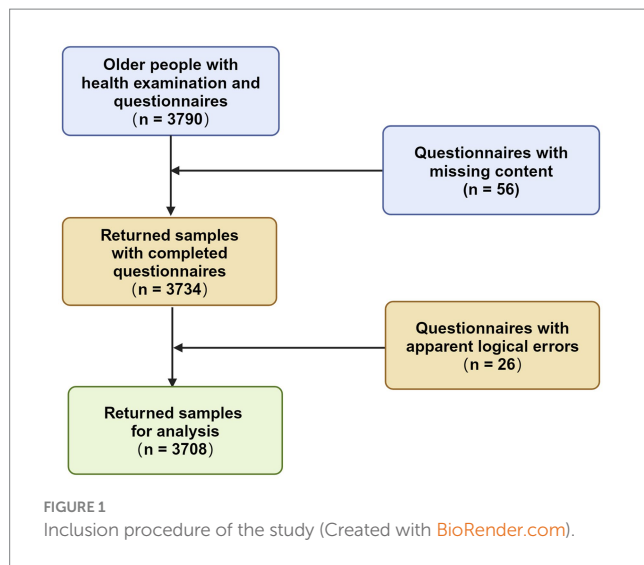 Older people with
health examination and
questionnaires
(n = 3790)
Questionnaires with
missing content
(n = 56)
Returned samples
with completed
questionnaires
(n = 3734)
Questionnaires with
apparent logical errors
(n = 26)
Returned samples
for analysis
(n = 3708)
FIGURE 1
Inclusion procedure of the study (Created with BioRender.com).